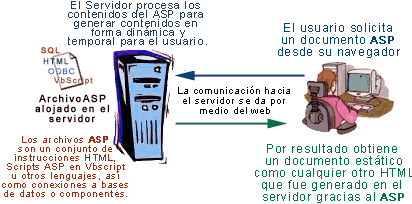 El Servidor procesa los
contenidos del ASP para
generar contenidos en
forma dinámica y
temporal para el usuario.
El usuario solicita
un documento ASP
desde su navegador
SQL
HTML
ODBC
VbScript
ArchivoASP
alojado en el
servidor
La comunicación hacia
el servidor se da por
medio del web
Los archivos ASP
son un conjunto de
instrucciones HTML,
Scripts ASP en Vbscript
u otros lenguajes, así
como conexiones a bases
de datos o componentes.
Por resultado obtiene
un documento estático
como cualquier otro HTML
que fue generado en el
servidor gracias al ASP